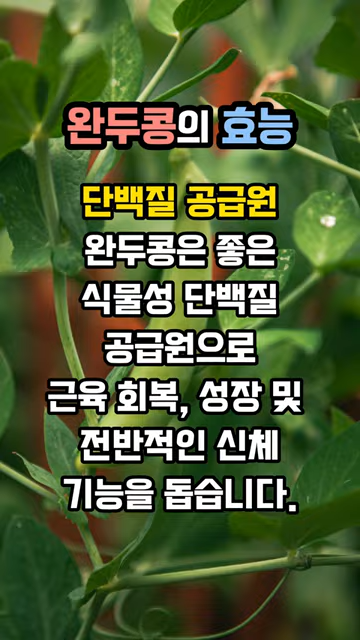 완두콩의 효능
단백질 공급원
완두콩은 좋은
식물성 단백질
공급원으로
근육 회복, 성장 및
전반적인 신체
기능을 돕습니다.